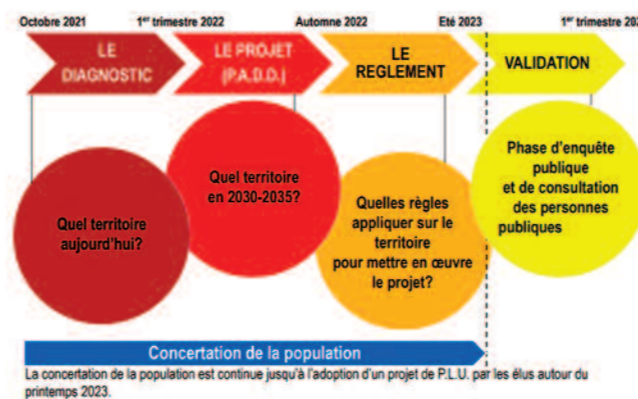 Octobre 2021
1er trimestre 2022
Automne 2022
Eté 2023
1er trimestre
LE
DIAGNOSTIC
LE PROJET
(P.A.D.D.)
LE
REGLEMENT
VALIDATION
Quel territoire
aujourd'hui?
Quel territoire
en 2030-2035?
Quelles règles
appliquer sur le
territoire
pour mettre en œuvre
le projet?
Phase d'enquête
publique
et de consultation
des personnes
publiques
Concertation de la population
La concertation de la population est continue jusqu'à l'adoption d'un projet de P.L.U. par les élus autour du
printemps 2023.